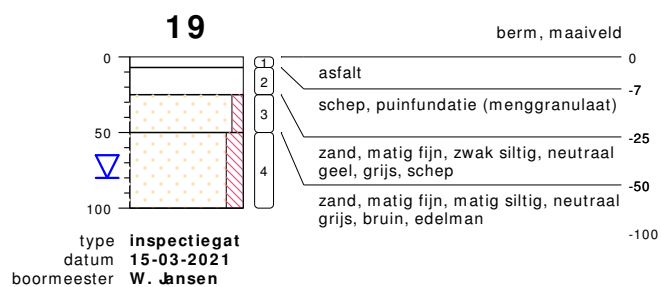 19
berm, maaiveld
0
1
0
asfalt
-7
2
schep, puinfundatie (menggranulaat)
-25
3
zand, matig fijn, zwak siltig, neutraal
geel, grijs, schep
50
-50
4
zand, matig fijn, matig siltig, neutraal
grijs, bruin, edelman
100
-100
type inspectiegat
datum 15-03-2021
boormeester W. Jansen